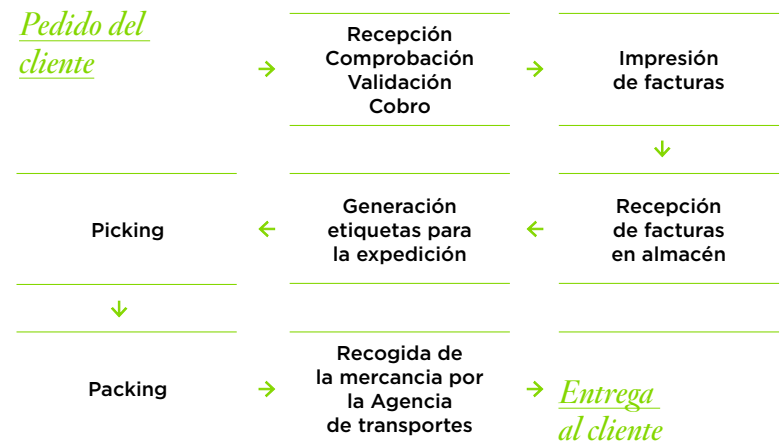 Pedido del
cliente
Recepción
Comprobación
Validación
Cobro
Impresión
de facturas
Recepción
de facturas
en almacén
Generación
etiquetas para
la expedición
Picking
Packing
Recogida de
la mercancia por
la Agencia
de transportes
Entrega
al cliente